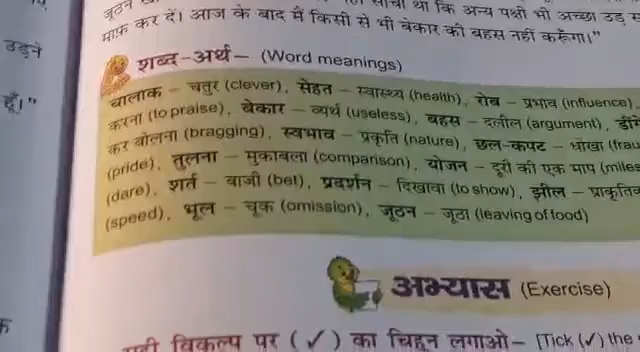 माफ़ कर दें। आज के बाद मैं किसी से भी बेकार की बहस नहीं करूँगा।"
उड़ने
हूँ।"
शब्द-अर्थ– (Word meanings)
चालाक – चतुर (clever), सेहत – स्वास्थ्य (health), रोब – प्रभाव (influence)
करना (to praise), बेकार – व्यर्थ (useless), बहस – दलील (argument),
कर बोलना (bragging), स्वभाव – प्रकृति (nature), छल-कपट – धोखा
(pride), तुलना – मुकाबला (comparison), योजन – दूरी की एक माप (miles
(dare), शर्त – बाजी (bet), प्रदर्शन – दिखावा (to show), झील –
(speed), भूल – चूक (omission), जूठन – जूठा (leaving of food)
अभ्यास (Exercise)
विकल्प पर (✓) का चिह्न लगाओ– [Tick (✓) the